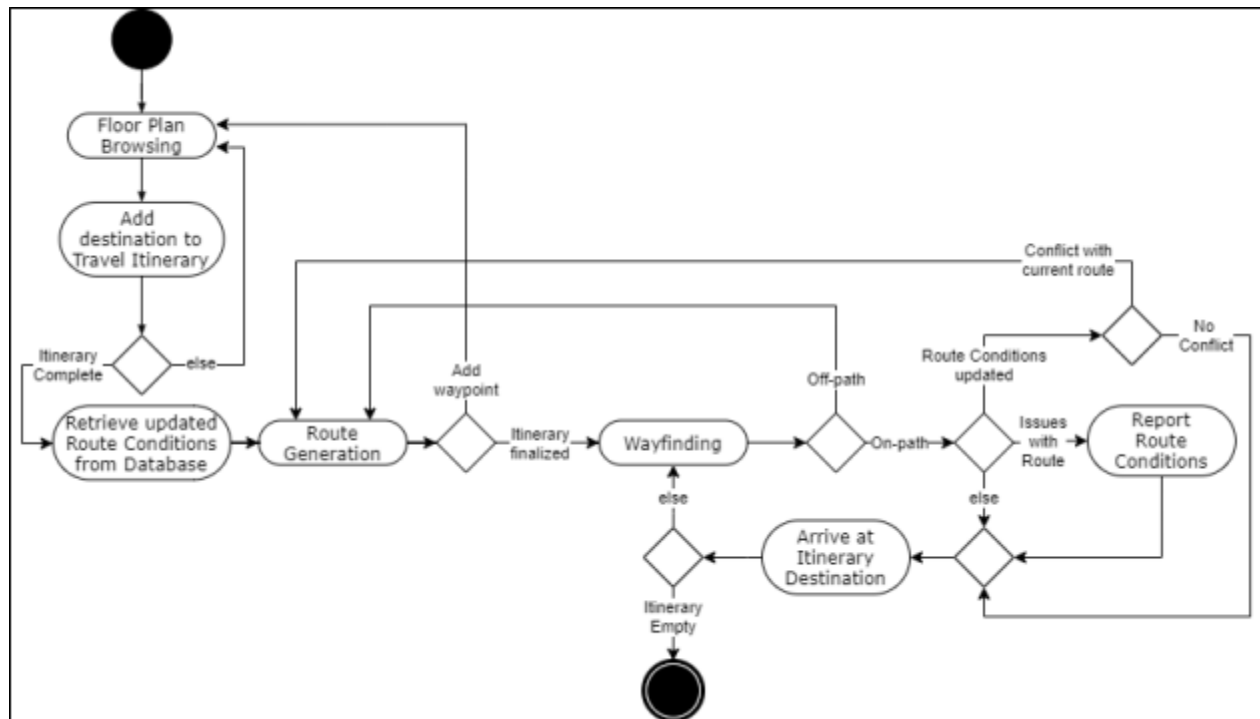 Floor Plan
Browsing
Add
destination to
Travel Itinerary
Itinerary
Complete
else
Retrieve updated
Route Conditions
from Database
Route
Generation
Add
waypoint
Itinerary
finalized
Wayfinding
Off-path
On-path
Route Conditions
updated
Conflict with
current route
No
Conflict
Issues with
Route
Report
Route
Conditions
else
Arrive at
Itinerary
Destination
else
Itinerary
Empty